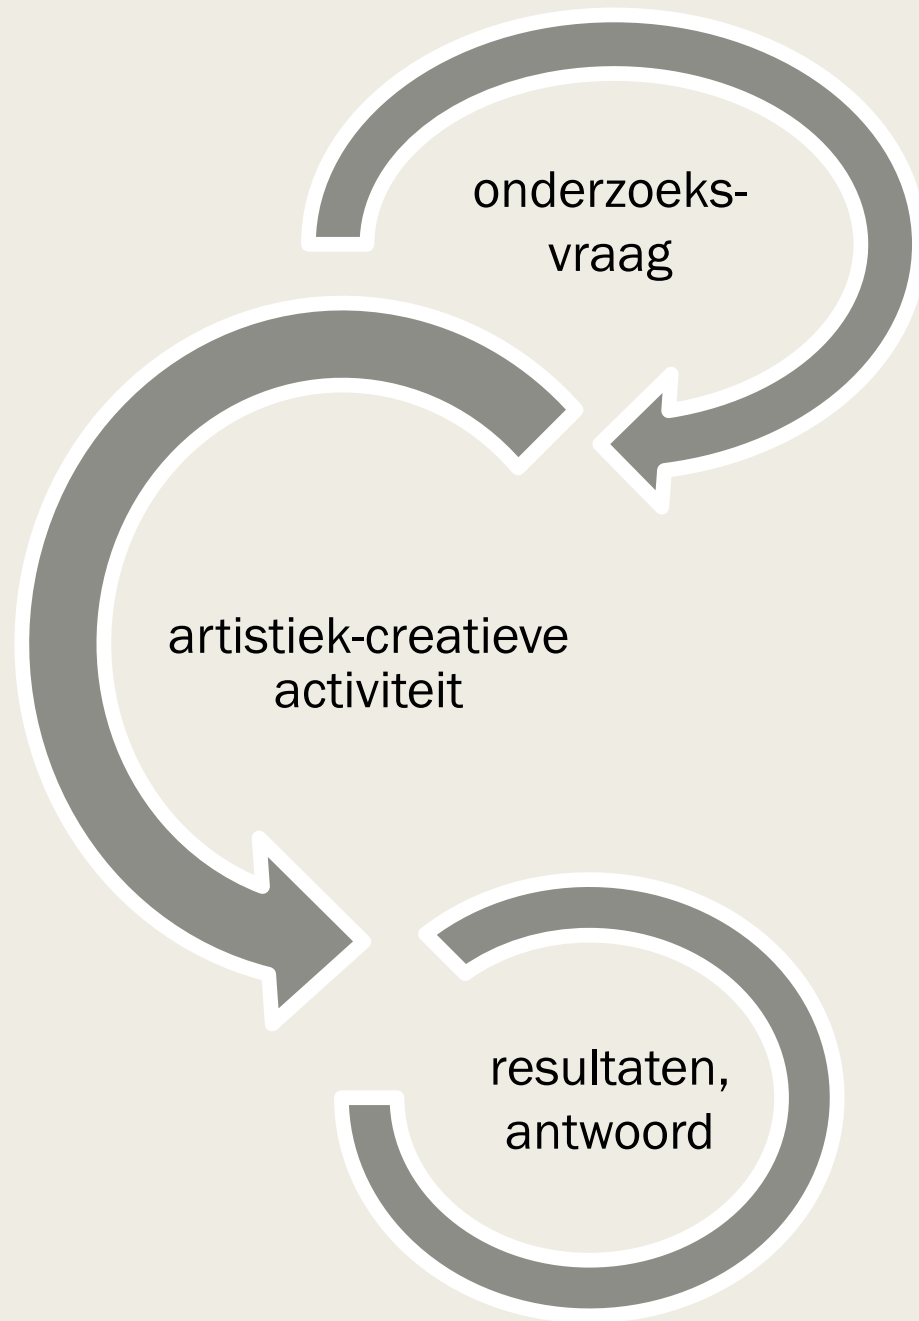 onderzoeks-
vraag
artistiek-creatieve
activiteit
resultaten,
antwoord